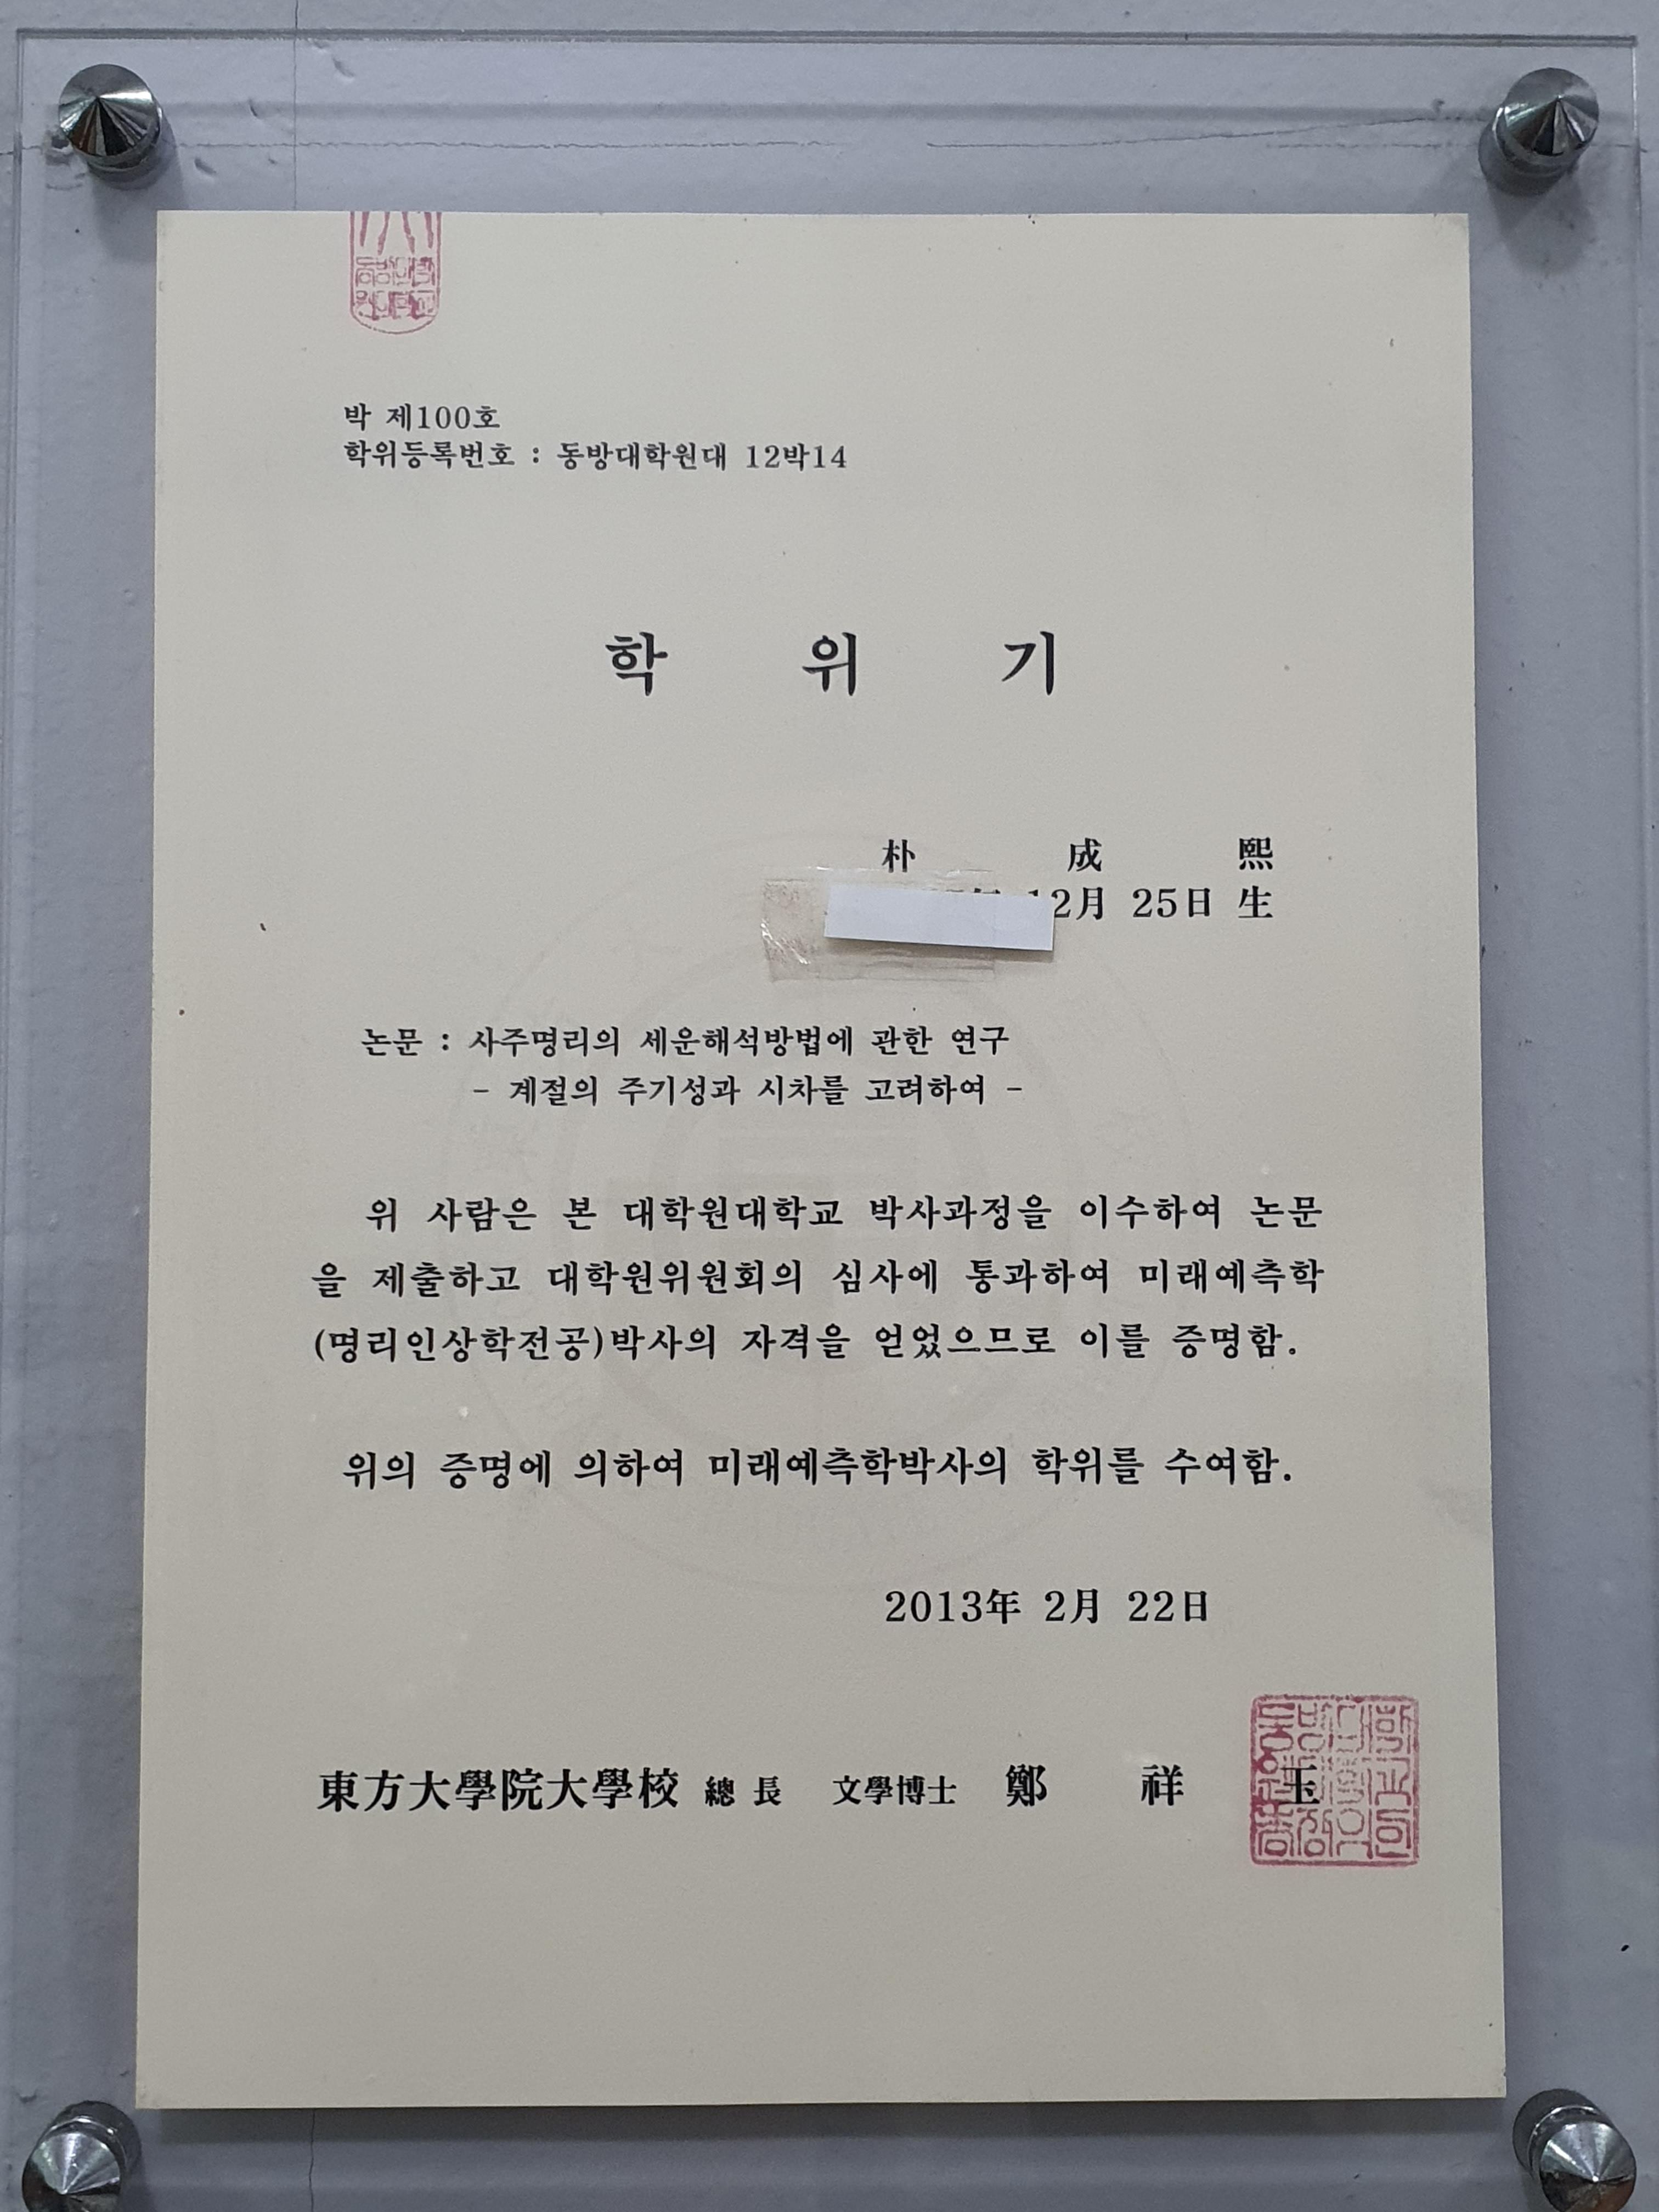 박 제100호
학위등록번호 : 동방대학원대 12박14
학 위 기
朴 成 熙
12月 25日 生
논문 : 사주명리의 세운해석방법에 관한 연구
- 계절의 주기성과 시차를 고려하여 -
위 사람은 본 대학원대학교 박사과정을 이수하여 논문
을 제출하고 대학원위원회의 심사에 통과하여 미래예측학
(명리인상학전공)박사의 자격을 얻었으므로 이를 증명함.
위의 증명에 의하여 미래예측학박사의 학위를 수여함.
2013年 2月 22日
東方大學院大學校 總 長 文學博士 鄭 祥 玉